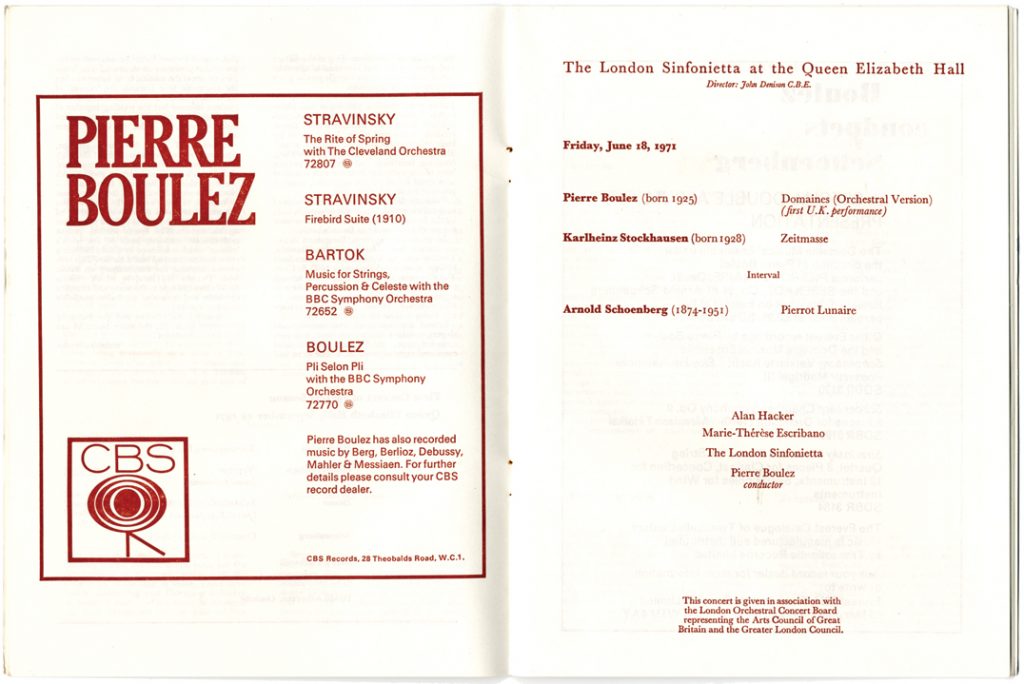 PIERRE
BOULEZ
STRAVINSKY
The Rite of Spring
with The Cleveland Orchestra
72807
STRAVINSKY
Firebird Suite (1910)
BARTOK
Music for Strings,
Percussion & Celeste with the
BBC Symphony Orchestra
72652
BOULEZ
Pli Selon Pli
with the BBC Symphony
Orchestra
72770
Pierre Boulez has also recorded
music by Berg, Berlioz, Debussy,
Mahler & Messiaen. For further
details please consult your CBS
record dealer.
CBS
CBS Records, 28 Theobalds Road, W.C.1.
The London Sinfonietta at the Queen Elizabeth Hall
Director: John Denison C.B.E.
Friday, June 18, 1971
Pierre Boulez (born 1925) Domaines (Orchestral Version)
(first U.K. performance)
Karlheinz Stockhausen (born 1928) Zeitmasse
Interval
Arnold Schoenberg (1874-1951) Pierrot Lunaire
Alan Hacker
Marie-Thérèse Escribano
The London Sinfonietta
Pierre Boulez
conductor
This concert is given in association with
the London Orchestral Concert Board
representing the Arts Council of Great
Britain and the Greater London Council.